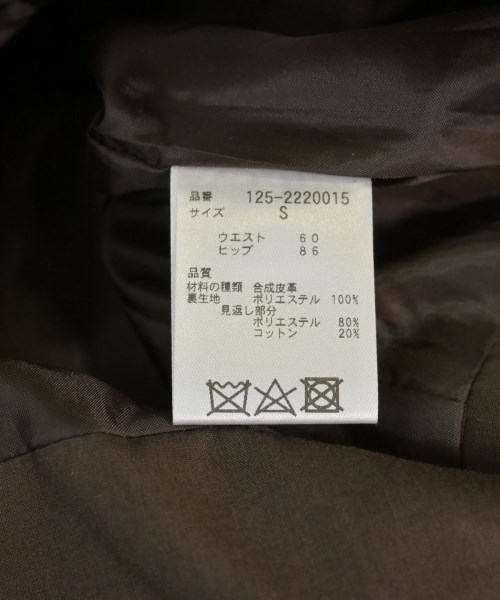 品番 125-2220015
サイズ S
ウエスト 60
ヒップ 86
品質
材料の種類 合成皮革
裏生地 ポリエステル 100%
見返し部分
ポリエステル 80%
コットン 20%